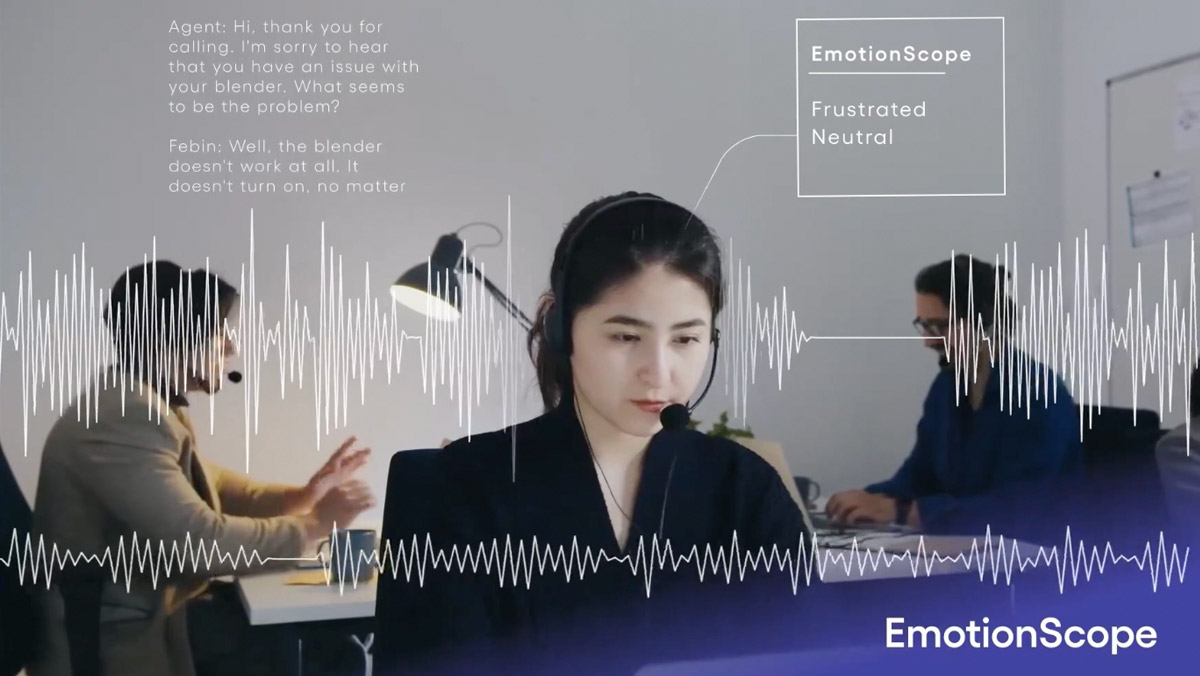 Agent: Hi, thank you for
calling. I'm sorry to hear
that you have an issue with
your blender. What seems
to be the problem?
Febin: Well, the blender
doesn't work at all. It
doesn't turn on, no matter
EmotionScope
Frustrated
Neutral
EmotionScope